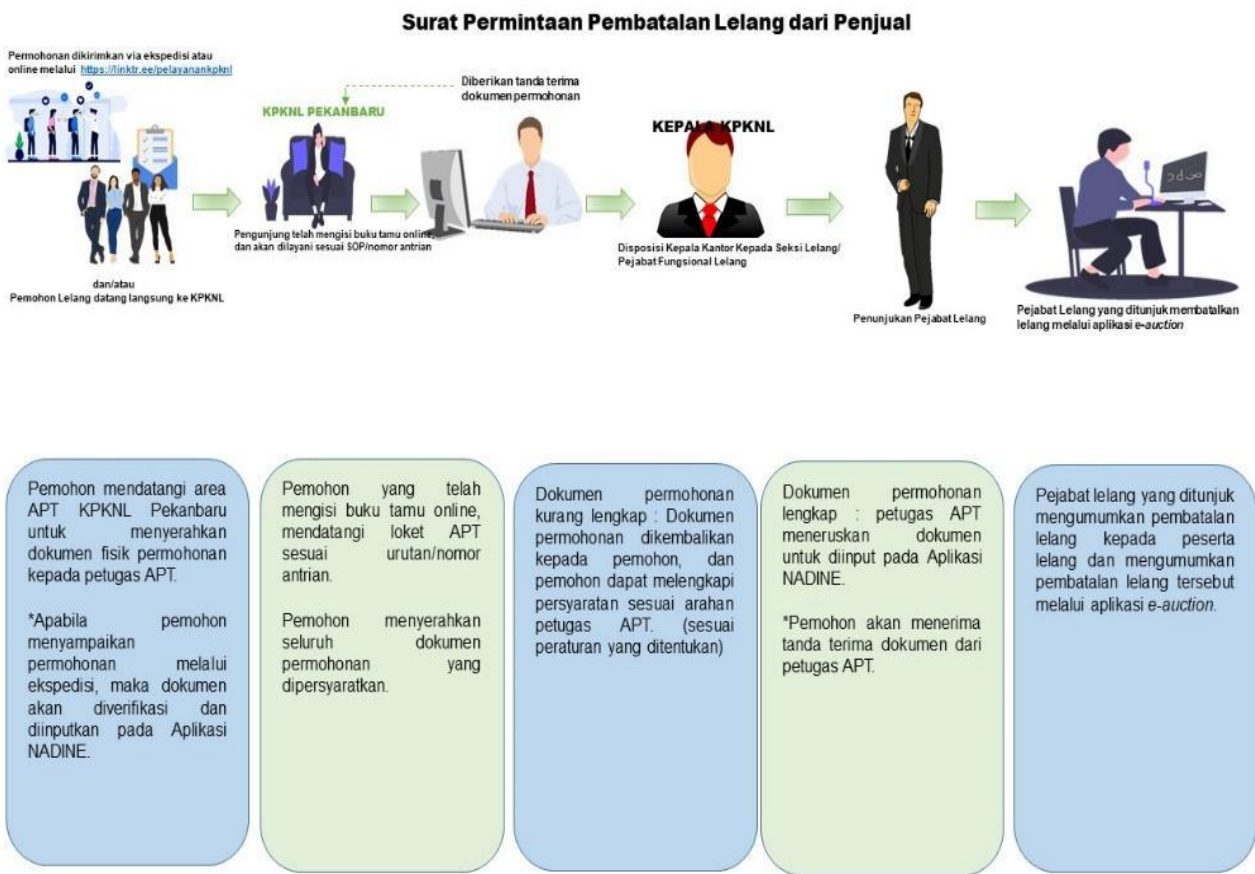 Surat Permintaan Pembatalan Lelang dari Penjual
Permohonan dikirimkan via ekspedisi atau
online melalui https://linktr.ee/pelayanankpknl
dan/atau
Pemohon Lelang datang langsung ke KPKNL
KPKNL PEKANBARU
Pengunjung telah mengisi buku tamu online,
dan akan dilayani sesuai SOP/nomor antrian
Diberikan tanda terima
dokumen permohonan
KEPALA KPKNL
Disposisi Kepala Kantor Kepada Seksi Lelang/
Pejabat Fungsional Lelang
Penunjukan Pejabat Lelang
Pejabat Lelang yang ditunjuk membatalkan
lelang melalui aplikasi e-auction
Pemohon mendatangi area
APT KPKNL Pekanbaru
untuk menyerahkan
dokumen fisik permohonan
kepada petugas APT.
*Apabila pemohon
menyampaikan
permohonan melalui
ekspedisi, maka dokumen
akan diverifikasi dan
diinputkan pada Aplikasi
NADINE.
Pemohon yang telah
mengisi buku tamu online,
mendatangi loket APT
sesuai urutan/nomor
antrian.
Pemohon menyerahkan
seluruh dokumen
permohonan yang
dipersyaratkan.
Dokumen permohonan
kurang lengkap : Dokumen
permohonan dikembalikan
kepada pemohon, dan
pemohon dapat melengkapi
persyaratan sesuai arahan
petugas APT. (sesuai
peraturan yang ditentukan)
Dokumen permohonan
lengkap : petugas APT
meneruskan dokumen
untuk diinput pada Aplikasi
NADINE.
*Pemohon akan menerima
tanda terima dokumen dari
petugas APT.
Pejabat lelang yang ditunjuk
mengumumkan pembatalan
lelang kepada peserta
lelang dan mengumumkan
pembatalan lelang tersebut
melalui aplikasi e-auction.